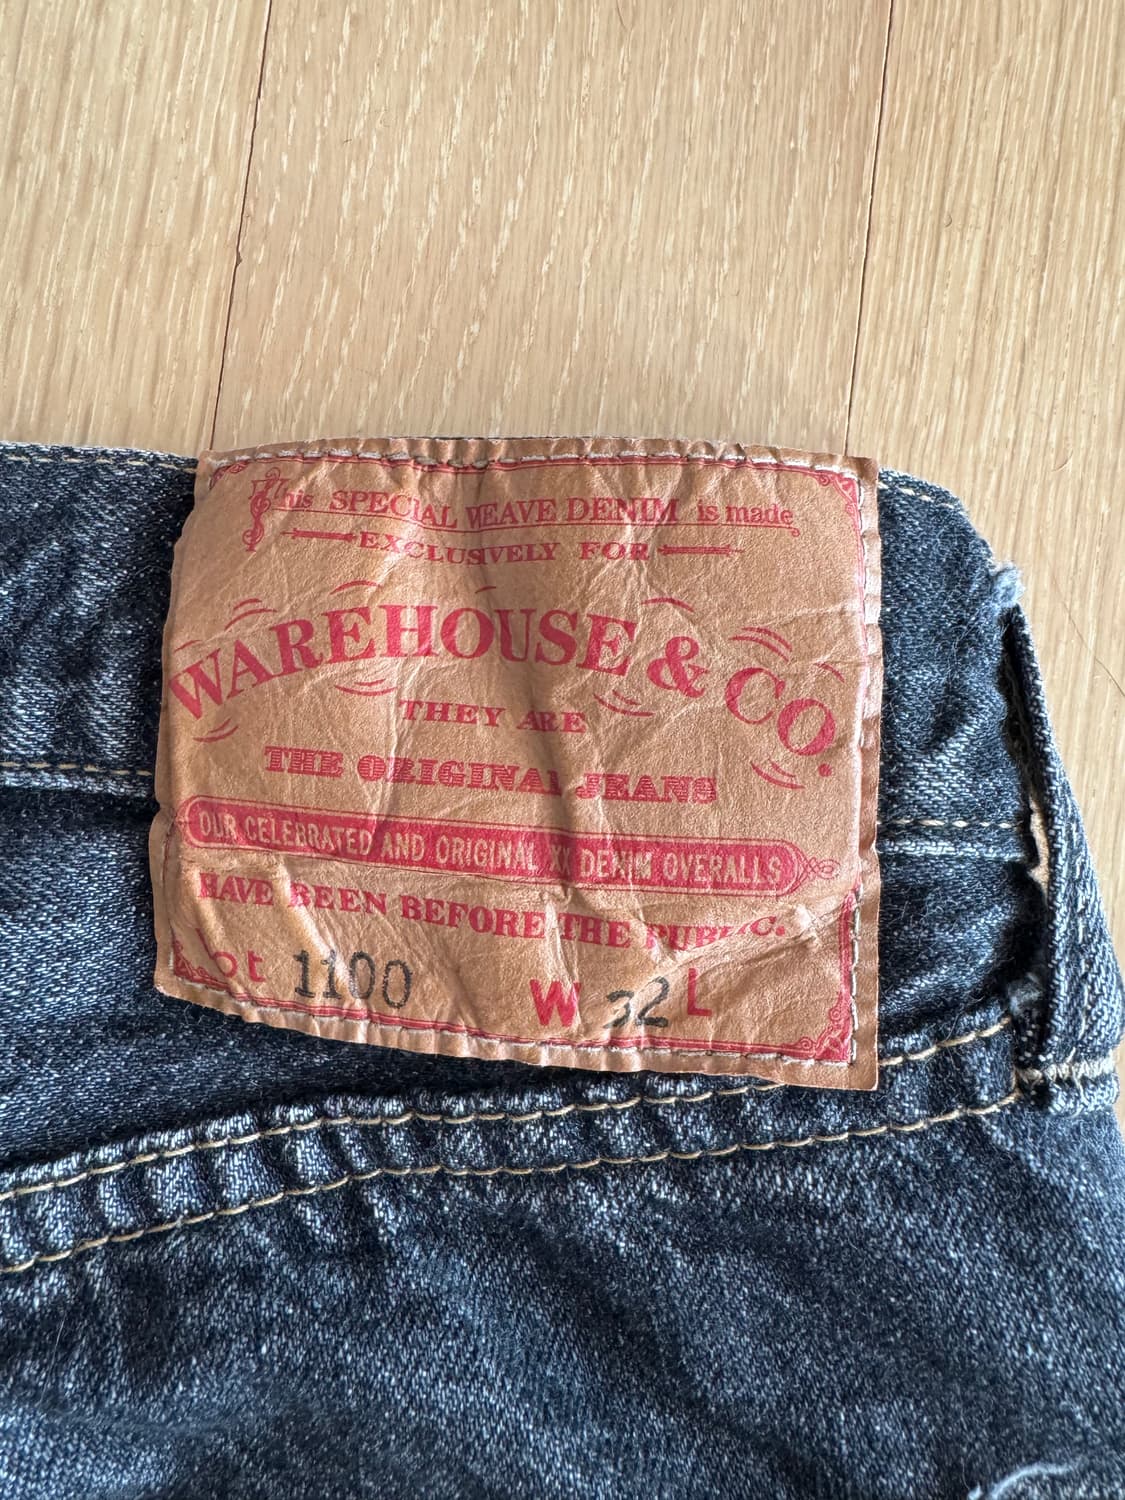 This SPECIAL WEAVE DENIM is made
EXCLUSIVELY FOR
WAREHOUSE & CO.
THEY ARE
THE ORIGINAL JEANS
OUR CELEBRATED AND ORIGINAL XX DENIM OVERALLS
HAVE BEEN BEFORE THE PUBLIC.
Lot 1100 W 32 L